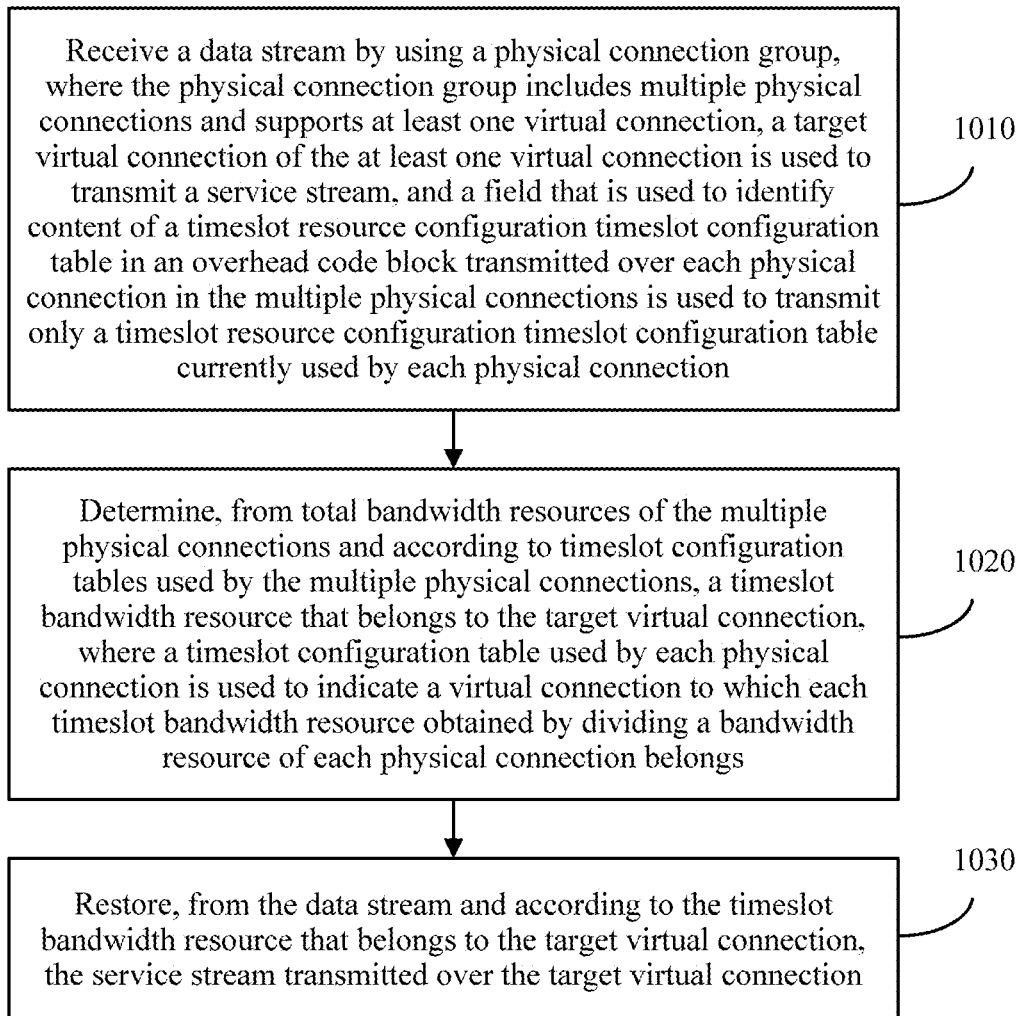 Receive a data stream by using a physical connection group,
where the physical connection group includes multiple physical
connections and supports at least one virtual connection, a target
virtual connection of the at least one virtual connection is used to
transmit a service stream, and a field that is used to identify
content of a timeslot resource configuration timeslot configuration
table in an overhead code block transmitted over each physical
connection in the multiple physical connections is used to transmit
only a timeslot resource configuration timeslot configuration table
currently used by each physical connection
1010
Determine, from total bandwidth resources of the multiple
physical connections and according to timeslot configuration
tables used by the multiple physical connections, a timeslot
bandwidth resource that belongs to the target virtual connection,
where a timeslot configuration table used by each physical
connection is used to indicate a virtual connection to which each
timeslot bandwidth resource obtained by dividing a bandwidth
resource of each physical connection belongs
1020
Restore, from the data stream and according to the timeslot
bandwidth resource that belongs to the target virtual connection,
the service stream transmitted over the target virtual connection
1030